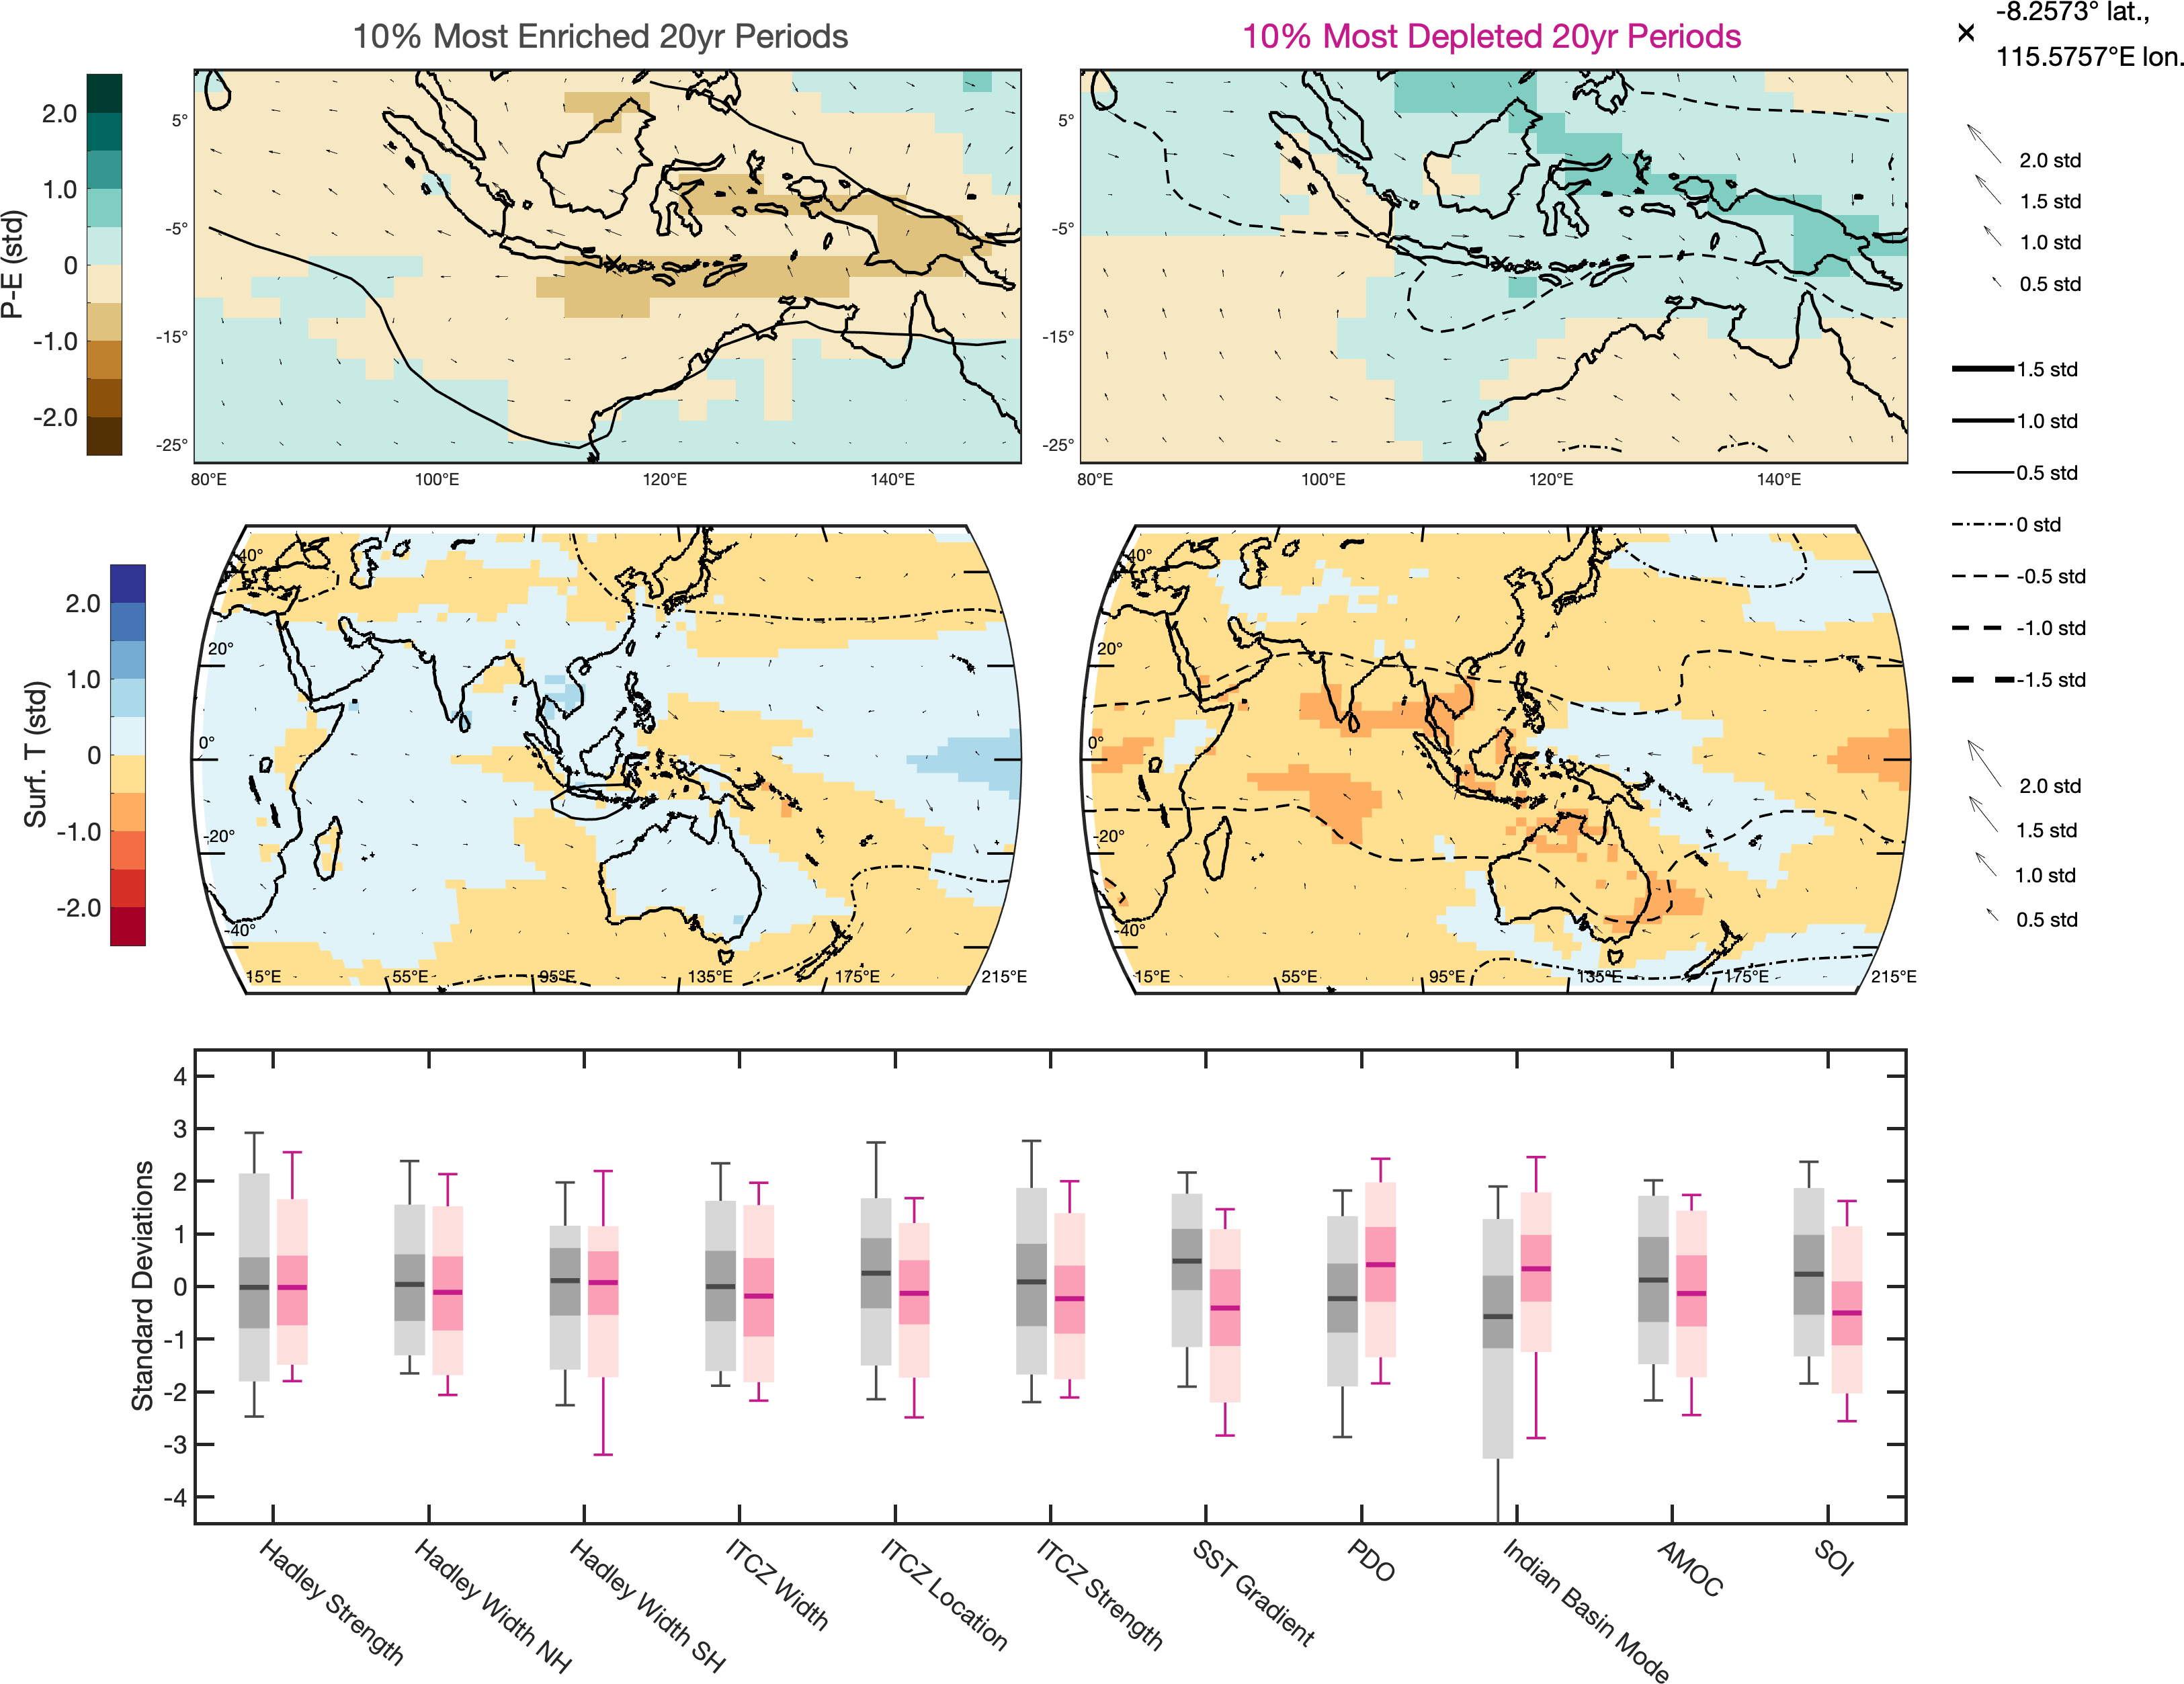 10% Most Enriched 20yr Periods
10% Most Depleted 20yr Periods
-8.2573° lat.,
115.5757°E lon.
P-E (std)
2.0
1.0
0
-1.0
-2.0
5°
-5°
-15°
-25°
80°E
100°E
120°E
140°E
5°
-5°
-15°
-25°
80°E
100°E
120°E
140°E
2.0 std
1.5 std
1.0 std
0.5 std
1.5 std
1.0 std
0.5 std
0 std
-0.5 std
-1.0 std
-1.5 std
Surf. T (std)
2.0
1.0
0
-1.0
-2.0
40°
20°
0°
-20°
-40°
15°E
55°E
95°E
135°E
175°E
215°E
40°
20°
0°
-20°
-40°
15°E
55°E
95°E
135°E
175°E
215°E
2.0 std
1.5 std
1.0 std
0.5 std
Standard Deviations
4
3
2
1
0
-1
-2
-3
-4
Hadley Strength
Hadley Width NH
Hadley Width SH
ITCZ Width
ITCZ Location
ITCZ Strength
SST Gradient
PDO
Indian Basin Mode
AMOC
SOI